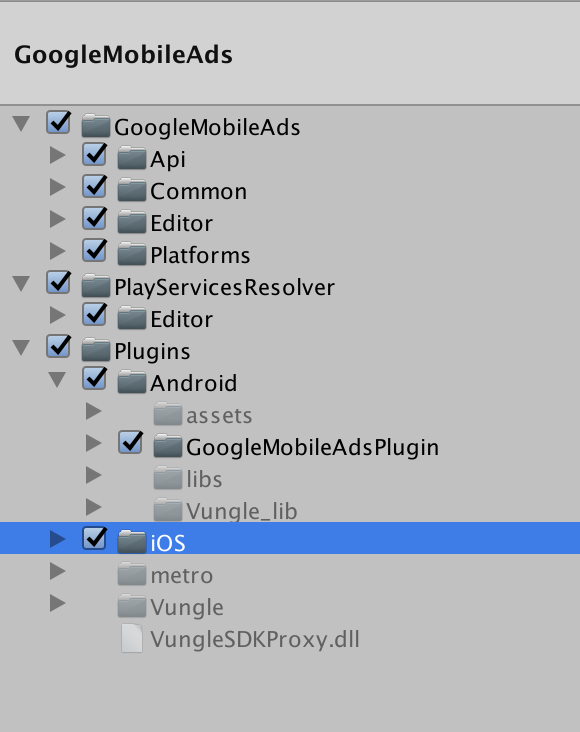 GoogleMobileAds
GoogleMobileAds
Api
Common
Editor
Platforms
PlayServicesResolver
Editor
Plugins
Android
assets
GoogleMobileAdsPlugin
libs
Vungle_lib
iOS
metro
Vungle
VungleSDKProxy.dll